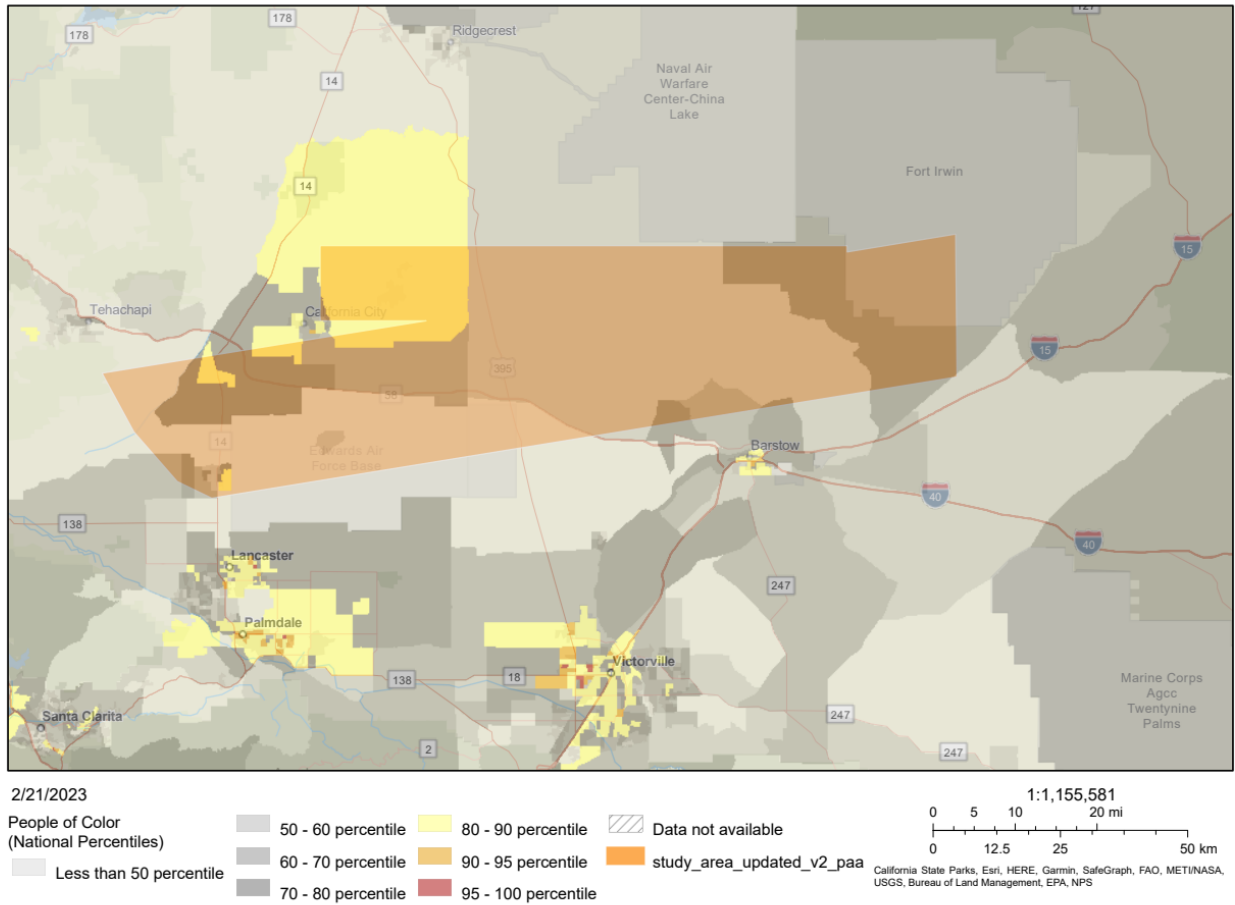 178
178
Ridgecrest
127
14
Naval Air
Warfare
Center-China
Lake
Fort Irwin
14
15
Tehachapi
California City
15
395
58
14
Edwards Air
Force Base
Barstow
40
138
40
Lancaster
247
Palmdale
138
18
Victorville
Marine Corps
Agcc
Twentynine
Palms
Santa Clarita
247
2
247
2/21/2023
People of Color
(National Percentiles)
Less than 50 percentile
50 - 60 percentile
60 - 70 percentile
70 - 80 percentile
80 - 90 percentile
90 - 95 percentile
95 - 100 percentile
Data not available
study_area_updated_v2_paa
1:1,155,581
0 5 10 20 mi
0 12.5 25 50 km
California State Parks, Esri, HERE, Garmin, SafeGraph, FAO, METI/NASA,
USGS, Bureau of Land Management, EPA, NPS